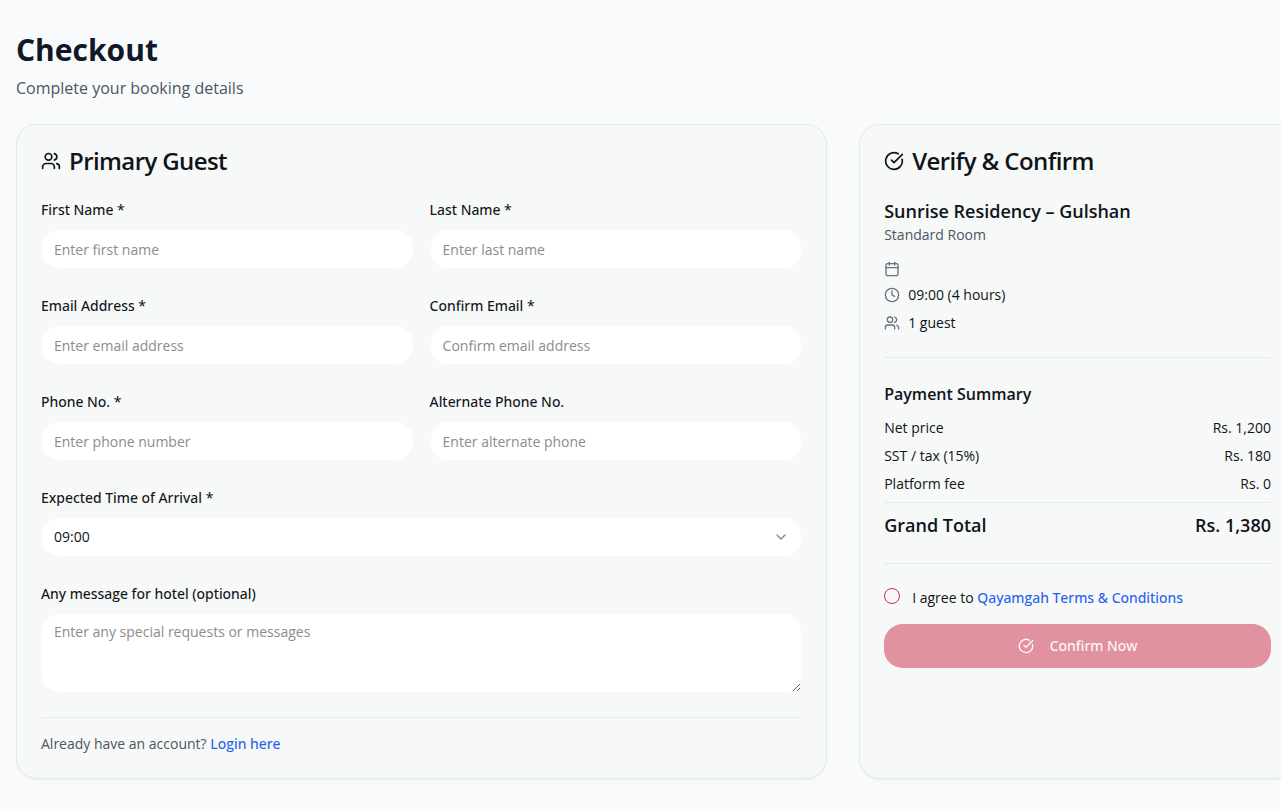 Checkout
Complete your booking details
Primary Guest
First Name *
Last Name *
Enter first name
Enter last name
Email Address *
Confirm Email *
Enter email address
Confirm email address
Phone No. *
Alternate Phone No.
Enter phone number
Enter alternate phone
Expected Time of Arrival *
09:00
Any message for hotel (optional)
Enter any special requests or messages
Already have an account? Login here
Verify & Confirm
Sunrise Residency – Gulshan
Standard Room
09:00 (4 hours)
1 guest
Payment Summary
Net price Rs. 1,200
SST / tax (15%) Rs. 180
Platform fee Rs. 0
Grand Total Rs. 1,380
I agree to Qayamgah Terms & Conditions
Confirm Now